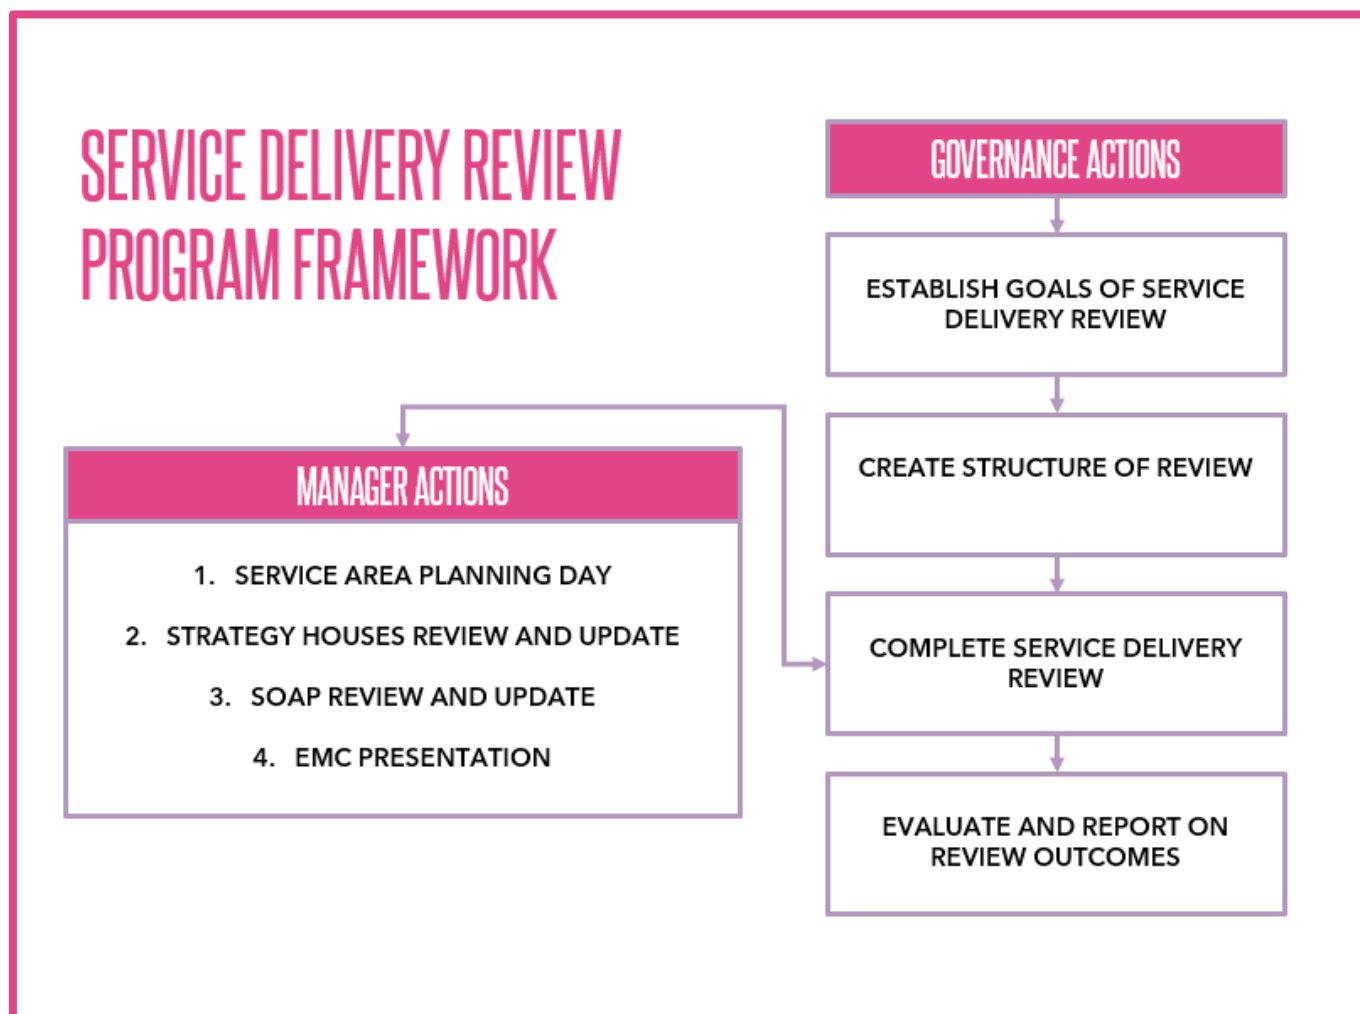 SERVICE DELIVERY REVIEW
PROGRAM FRAMEWORK
GOVERNANCE ACTIONS
ESTABLISH GOALS OF SERVICE
DELIVERY REVIEW
CREATE STRUCTURE OF REVIEW
COMPLETE SERVICE DELIVERY
REVIEW
EVALUATE AND REPORT ON
REVIEW OUTCOMES
MANAGER ACTIONS
1. SERVICE AREA PLANNING DAY
2. STRATEGY HOUSES REVIEW AND UPDATE
3. SOAP REVIEW AND UPDATE
4. EMC PRESENTATION